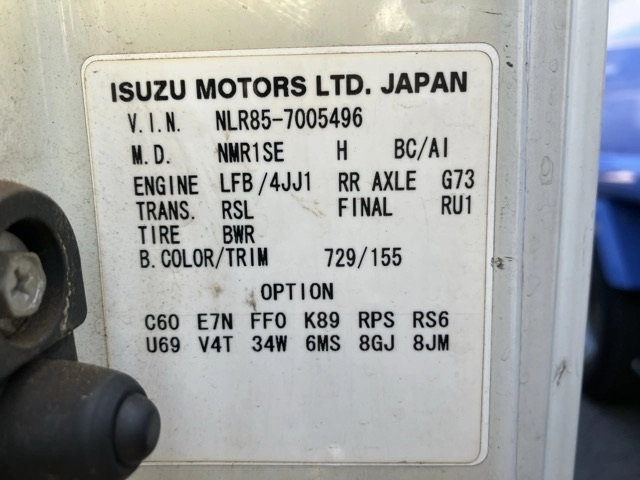 ISUZU MOTORS LTD. JAPAN
V.I.N. NLR85-7005496
M.D. NMR1SE H BC/AI
ENGINE LFB/4JJ1 RR AXLE G73
TRANS. RSL FINAL RU1
TIRE BWR
B.COLOR/TRIM 729/155
OPTION
C60 E7N FF0 K89 RPS RS6
U69 V4T 34W 6MS 8GJ 8JM